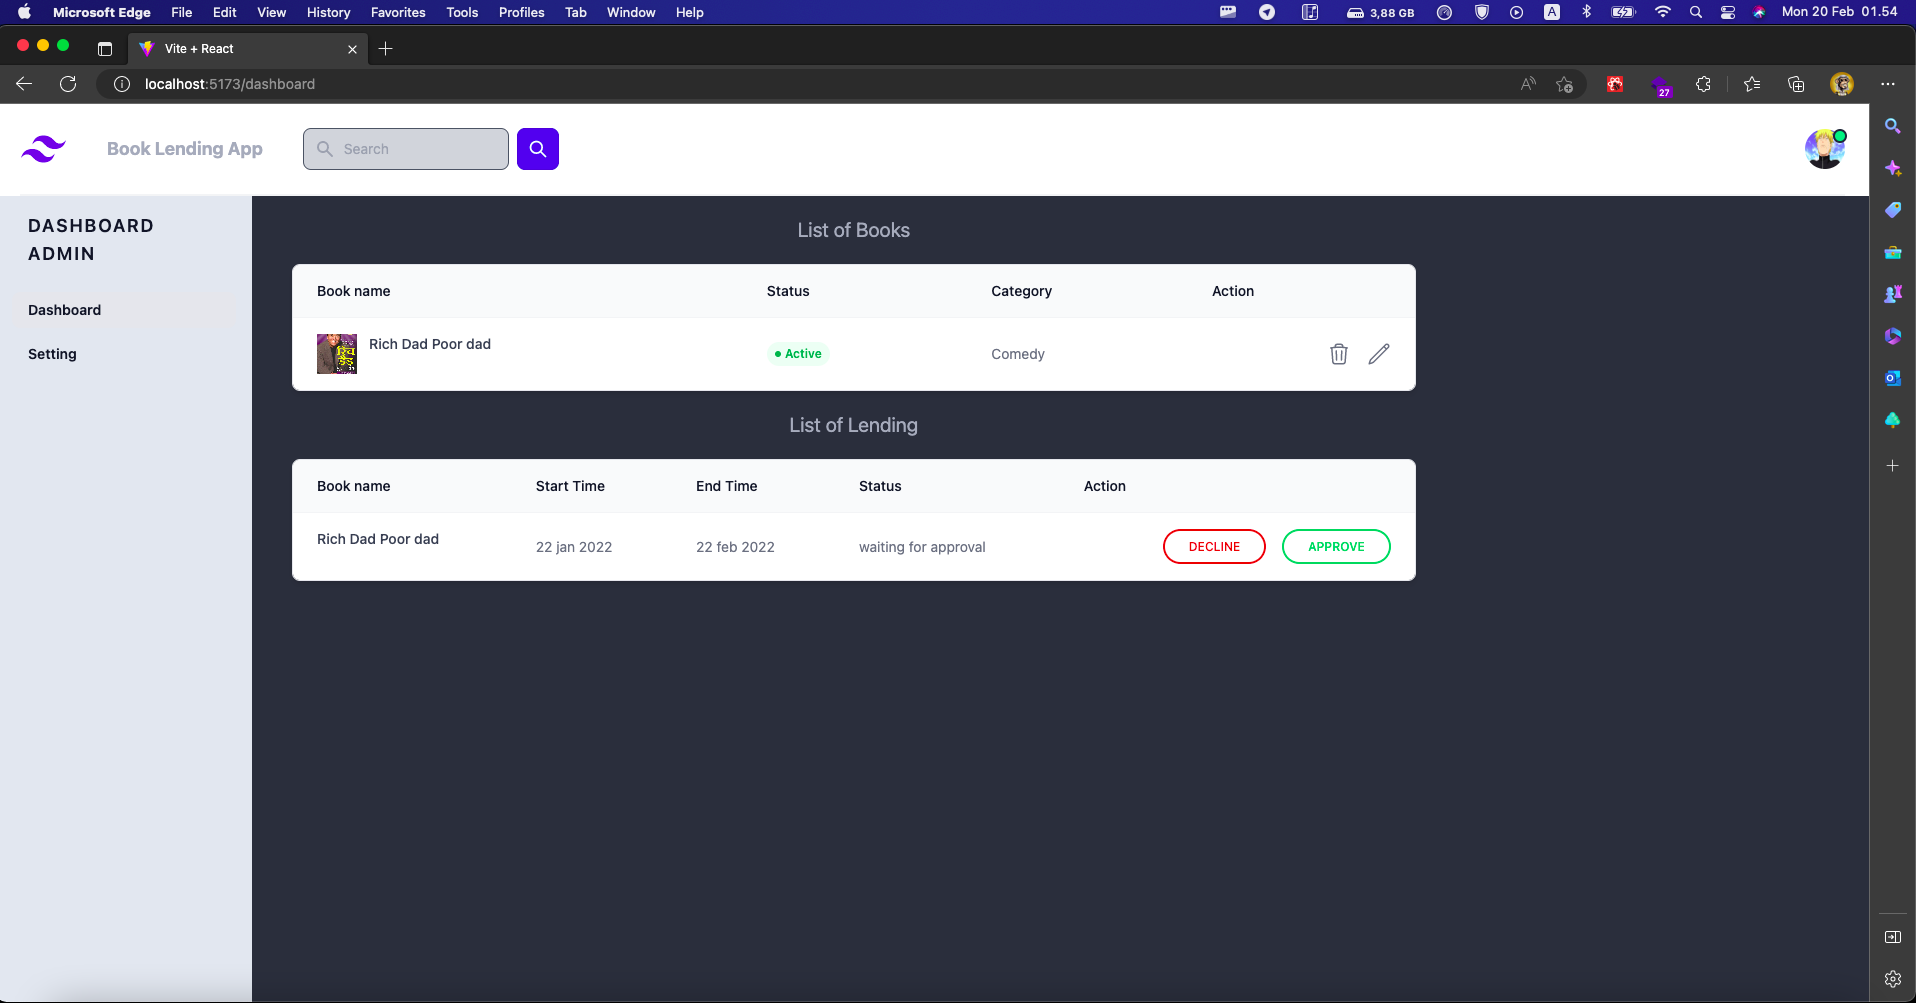 Microsoft Edge File Edit View History Favorites Tools Profiles Tab Window Help 3,88 GB A Mon 20 Feb 01.54
Vite + React
localhost:5173/dashboard
27
Book Lending App
Search
DASHBOARD
ADMIN
Dashboard
Setting
List of Books
Book name Status Category Action
Rich Dad Poor dad Active Comedy
List of Lending
Book name Start Time End Time Status Action
Rich Dad Poor dad 22 jan 2022 22 feb 2022 waiting for approval DECLINE APPROVE